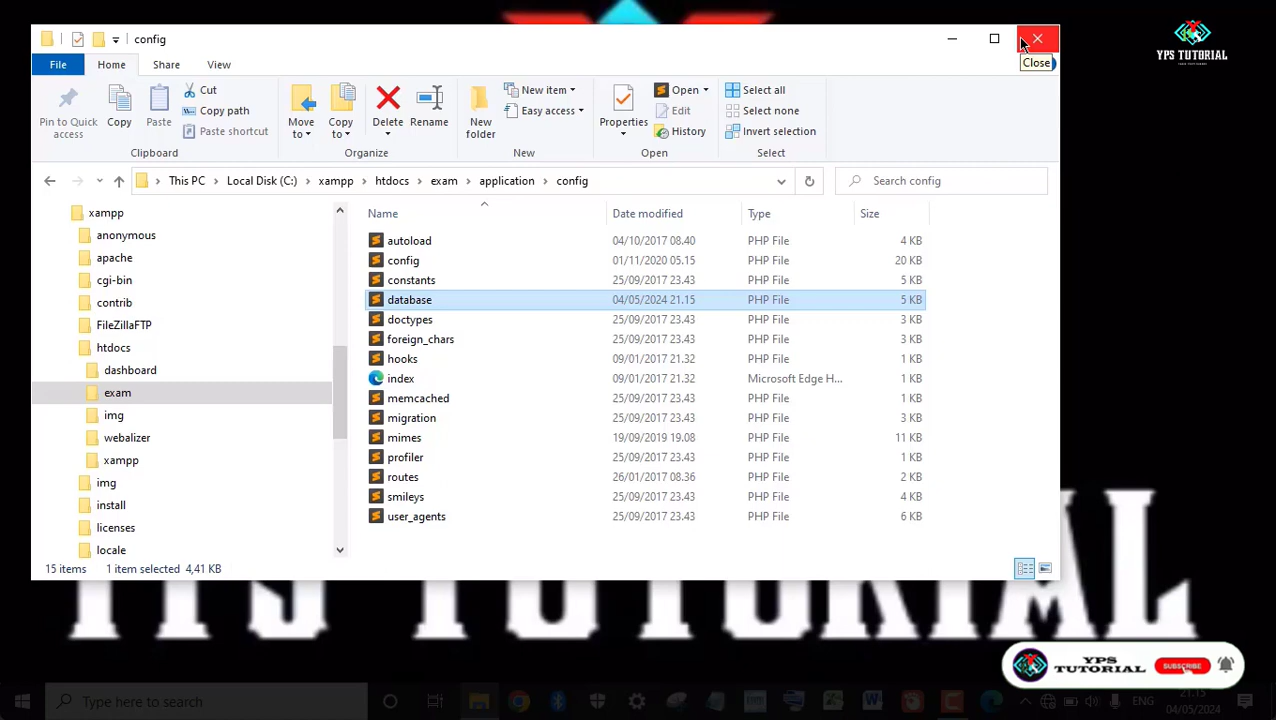 config
YPS TUTORIAL
YOUR PSTY STUDIO
Close
File Home Share View
Pin to Quick access
Copy
Paste
Cut
Copy path
Paste shortcut
Clipboard
Move to
Copy to
Delete
Rename
Organize
New folder
New item
Easy access
New
Properties
Open
Edit
History
Open
Select all
Select none
Invert selection
Select
This PC > Local Disk (C:) > xampp > htdocs > exam > application > config
Search config
xampp
anonymous
apache
cgi-bin
contrib
FileZillaFTP
htdocs
dashboard
exam
img
webalizer
xampp
img
install
licenses
locale
Name Date modified Type Size
autoload 04/10/2017 08.40 PHP File 4 KB
config 01/11/2020 05.15 PHP File 20 KB
constants 25/09/2017 23.43 PHP File 5 KB
database 04/05/2024 21.15 PHP File 5 KB
doctypes 25/09/2017 23.43 PHP File 3 KB
foreign_chars 25/09/2017 23.43 PHP File 3 KB
hooks 09/01/2017 21.32 PHP File 1 KB
index 09/01/2017 21.32 Microsoft Edge H... 1 KB
memcached 25/09/2017 23.43 PHP File 1 KB
migration 25/09/2017 23.43 PHP File 3 KB
mimes 19/09/2019 19.08 PHP File 11 KB
profiler 25/09/2017 23.43 PHP File 1 KB
routes 26/01/2017 08.36 PHP File 2 KB
smileys 25/09/2017 23.43 PHP File 4 KB
user_agents 25/09/2017 23.43 PHP File 6 KB
15 items 1 item selected 4,41 KB
YPS TUTORIAL
YPS
TUTORIAL
SUBSCRIBE
Type here to search
ENG
21.15
04/05/2024